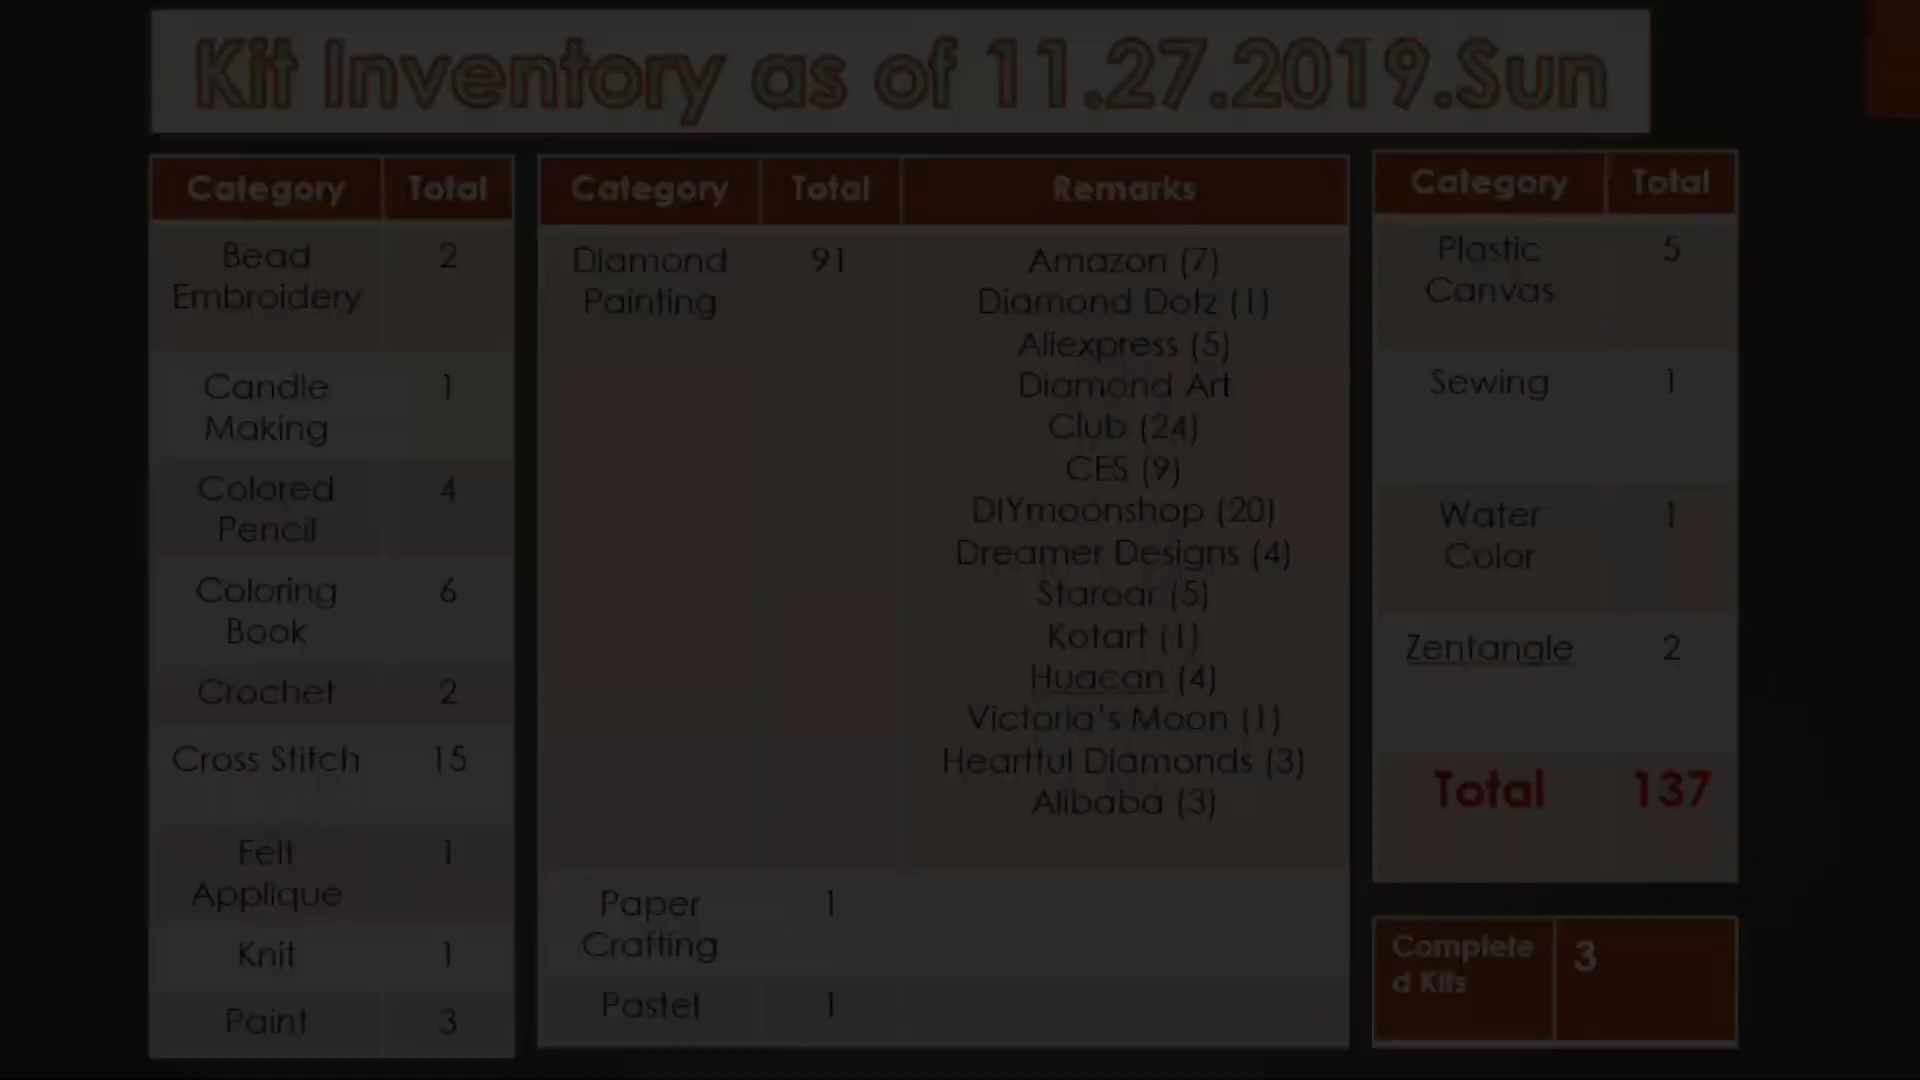 Kit Inventory as of 11.27.2019.Sun
Category Total
Bead 2
Embroidery
Candle 1
Making
Colored 4
Pencil
Coloring 6
Book
Crochet 2
Cross Stitch 15
Felt 1
Applique
Knit 1
Paint 3
Category Total Remarks
Diamond 91 Amazon (7)
Painting Diamond Dotz (1)
Aliexpress (5)
Diamond Art
Club (24)
CES (9)
DIYmoonshop (20)
Dreamer Designs (4)
Staroar (5)
Kotart (1)
Huacan (4)
Victoria's Moon (1)
Heartful Diamonds (3)
Alibaba (3)
Paper 1
Crafting
Pastel 1
Category Total
Plastic 5
Canvas
Sewing 1
Water 1
Color
Zentangle 2
Total 137
Complete 3
d Kits